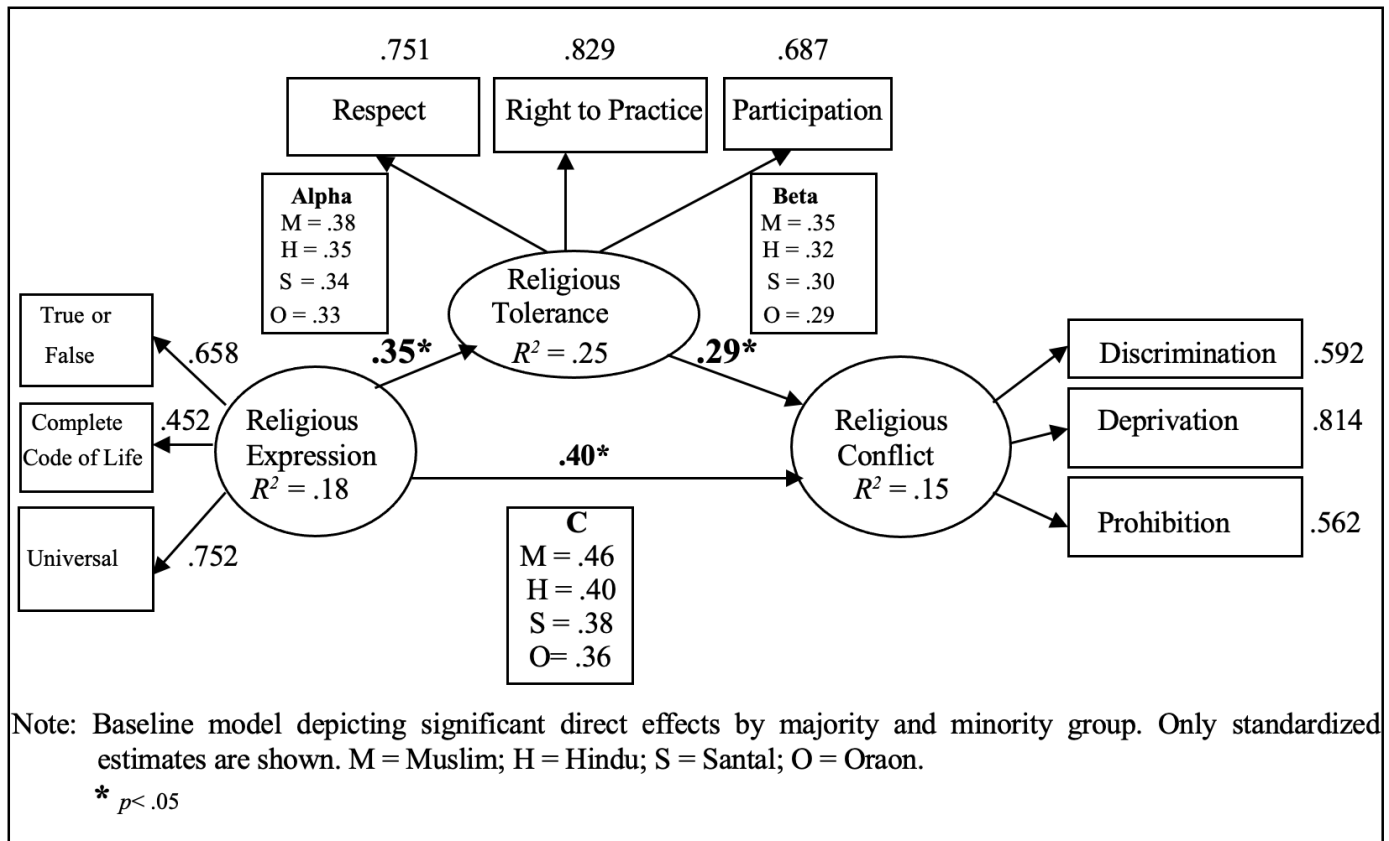 .751
.829
.687
Respect
Right to Practice
Participation
Alpha
M = .38
H = .35
S = .34
O = .33
Beta
M = .35
H = .32
S = .30
O = .29
Religious
Tolerance
R² = .25
True or
False
.658
.35*
.29*
Complete
Code of Life
.452
Universal
.752
Religious
Expression
R² = .18
.40*
Religious
Conflict
R² = .15
Discrimination
.592
Deprivation
.814
Prohibition
.562
C
M = .46
H = .40
S = .38
O= .36
Note: Baseline model depicting significant direct effects by majority and minority group. Only standardized
estimates are shown. M = Muslim; H = Hindu; S = Santal; O = Oraon.
* p< .05